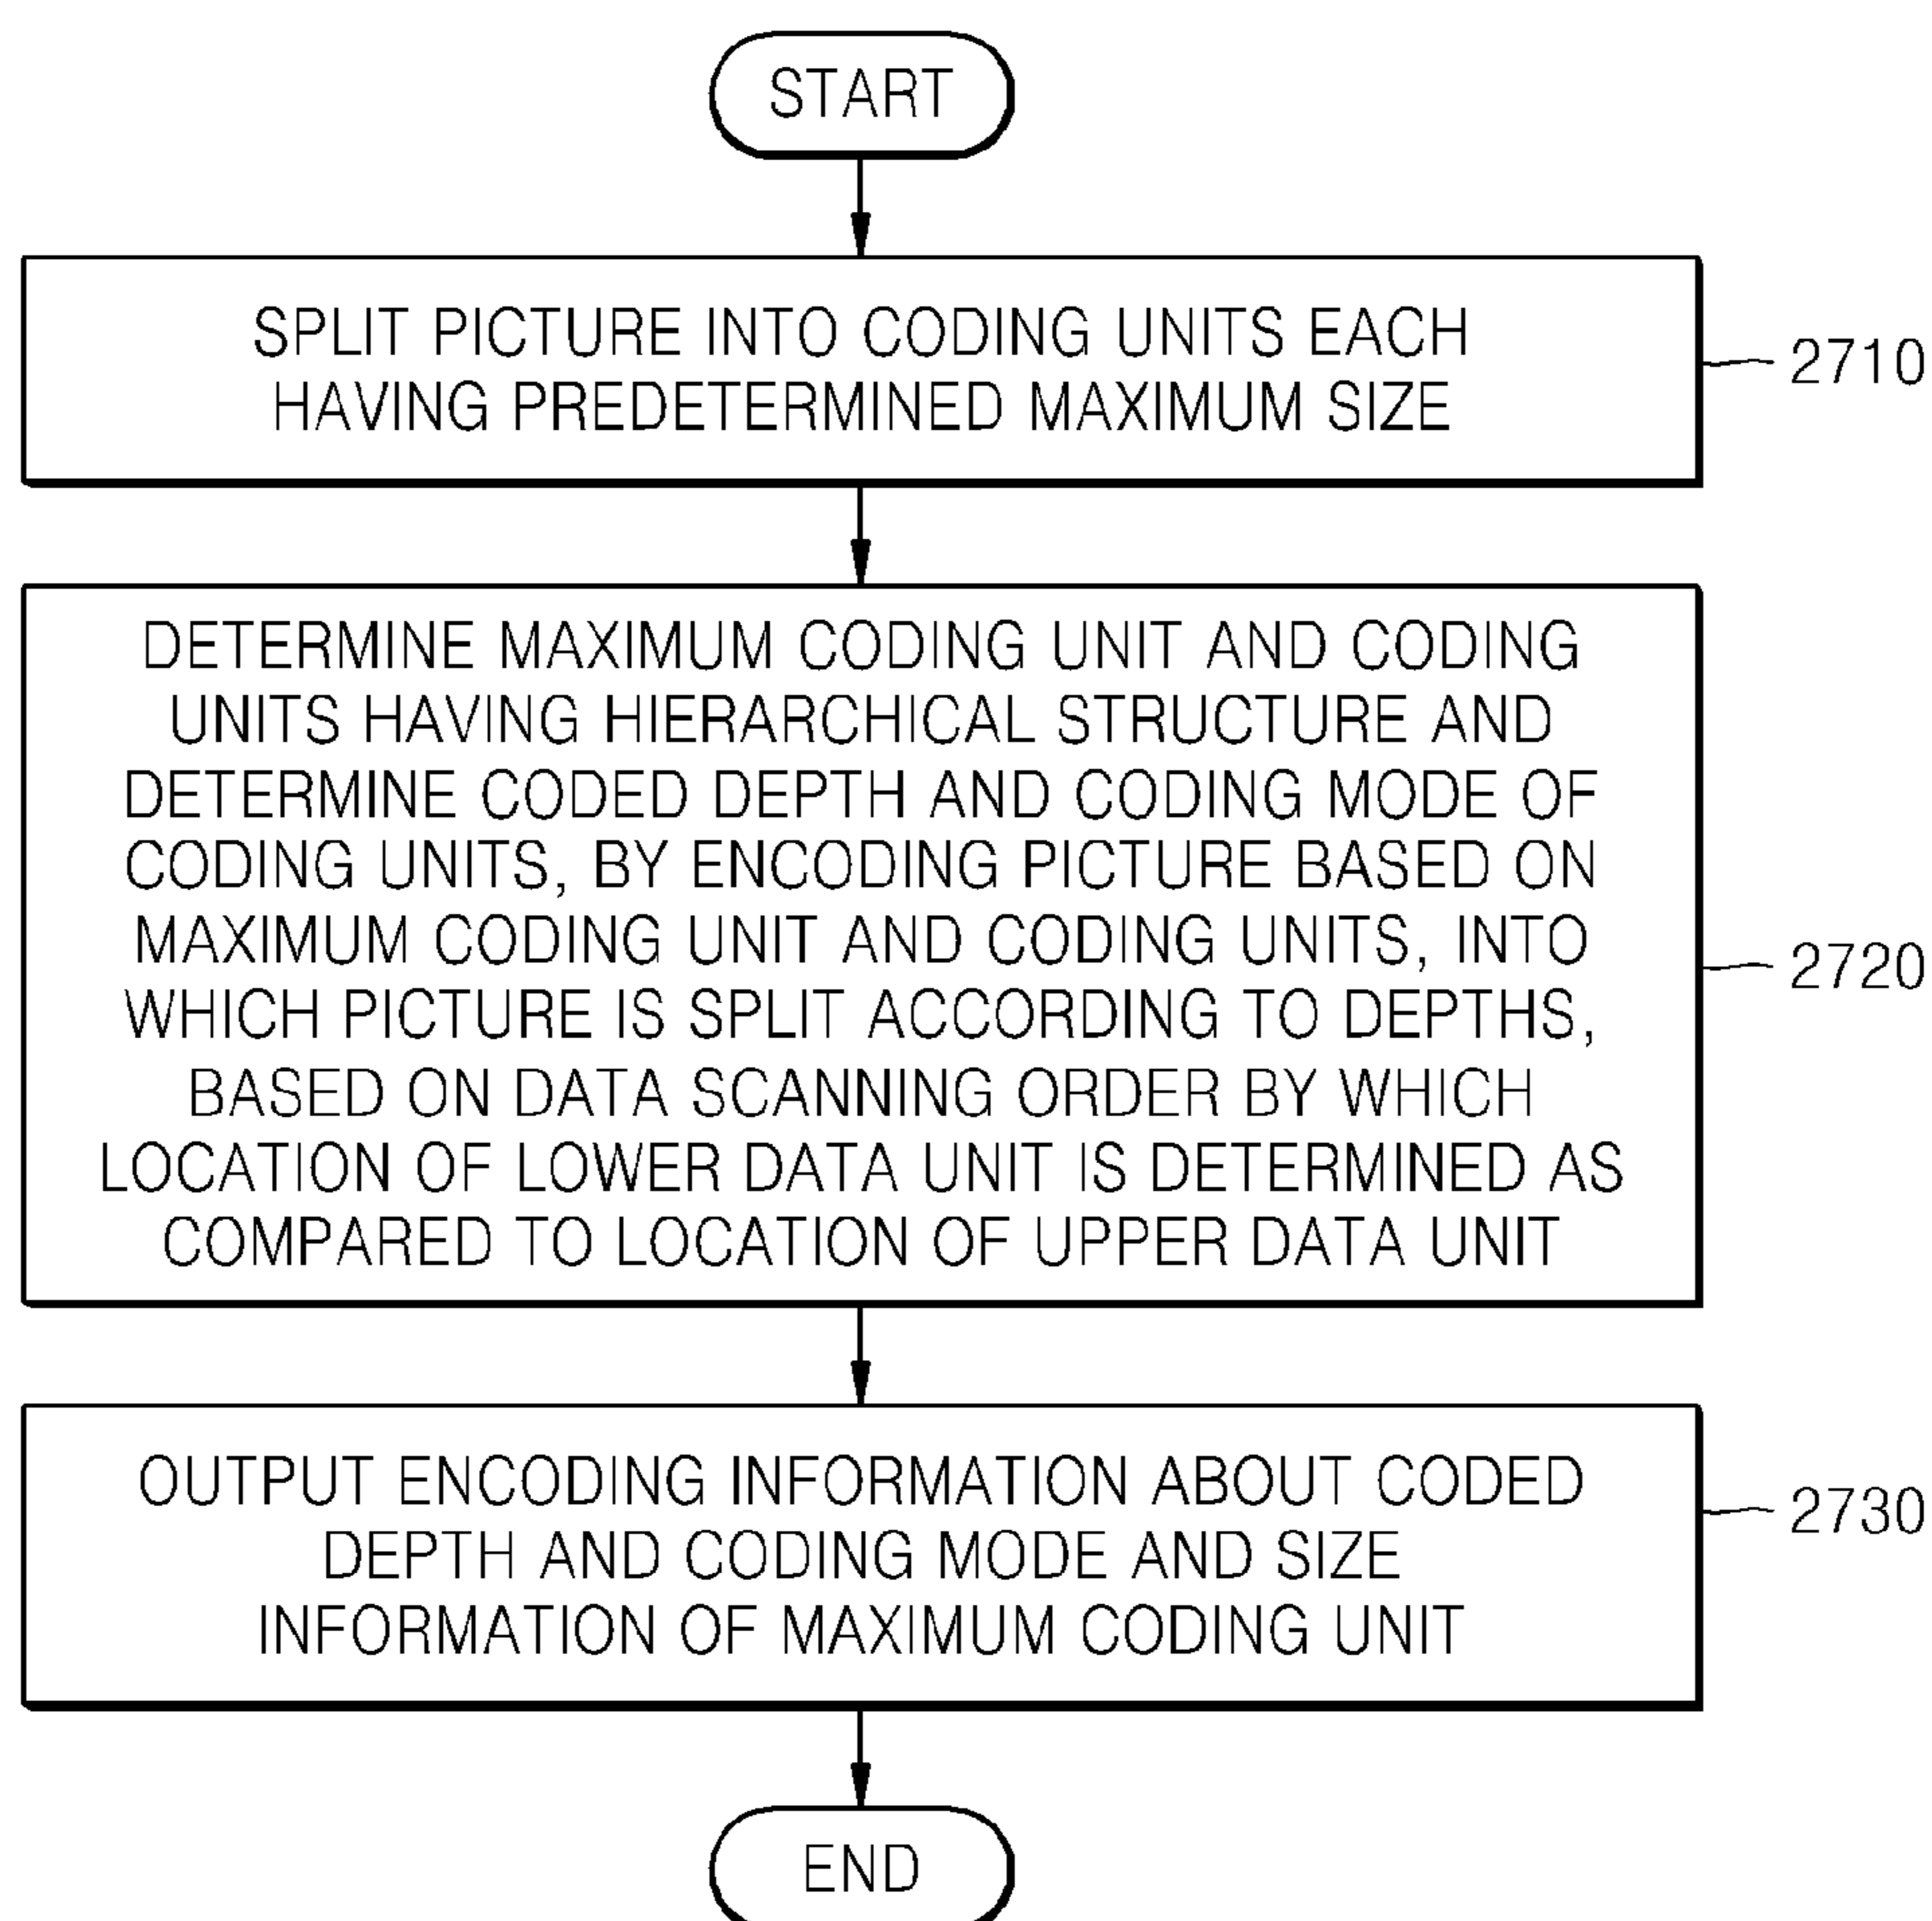 START
SPLIT PICTURE INTO CODING UNITS EACH
HAVING PREDETERMINED MAXIMUM SIZE
2710
DETERMINE MAXIMUM CODING UNIT AND CODING
UNITS HAVING HIERARCHICAL STRUCTURE AND
DETERMINE CODED DEPTH AND CODING MODE OF
CODING UNITS, BY ENCODING PICTURE BASED ON
MAXIMUM CODING UNIT AND CODING UNITS, INTO
WHICH PICTURE IS SPLIT ACCORDING TO DEPTHS,
BASED ON DATA SCANNING ORDER BY WHICH
LOCATION OF LOWER DATA UNIT IS DETERMINED AS
COMPARED TO LOCATION OF UPPER DATA UNIT
2720
OUTPUT ENCODING INFORMATION ABOUT CODED
DEPTH AND CODING MODE AND SIZE
INFORMATION OF MAXIMUM CODING UNIT
2730
END